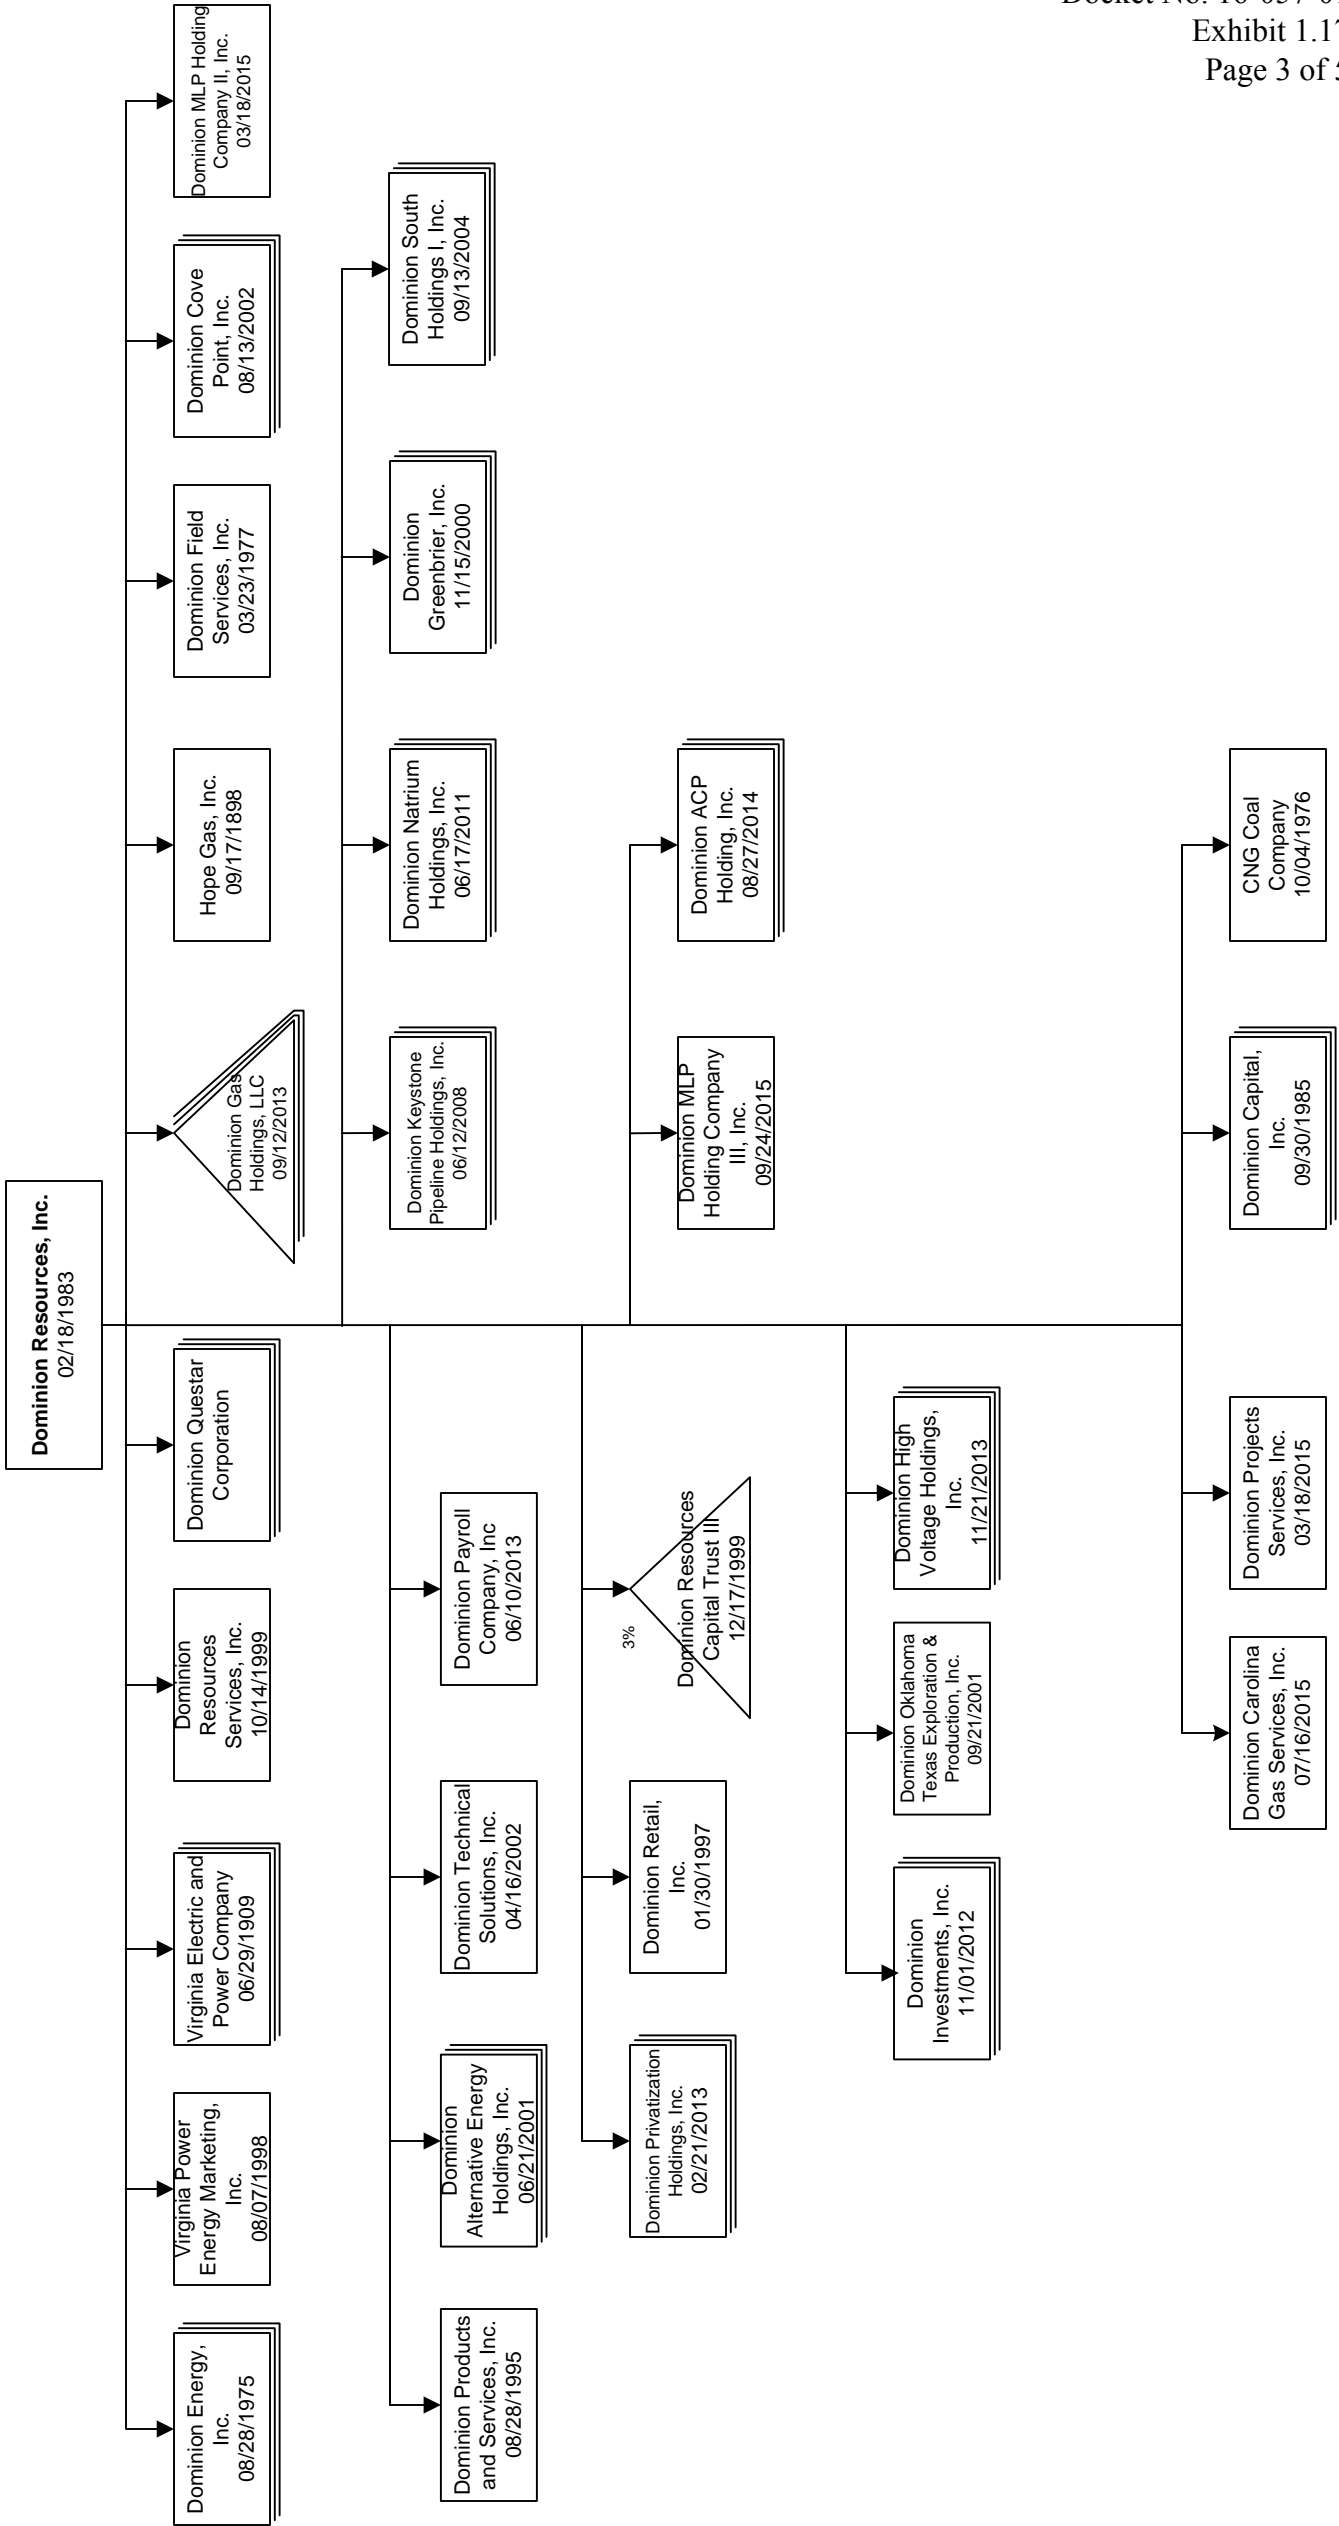 Docket No. 16-057-01
Exhibit 1.17
Page 3 of 5
Dominion Resources, Inc.
02/18/1983
Dominion Energy,
Inc.
08/28/1975
Virginia Power
Energy Marketing,
Inc.
08/07/1998
Virginia Electric and
Power Company
06/29/1909
Dominion
Resources
Services, Inc.
10/14/1999
Dominion Questar
Corporation
Dominion Gas
Holdings, LLC
09/12/2013
Hope Gas, Inc.
09/17/1898
Dominion Field
Services, Inc.
03/23/1977
Dominion Cove
Point, Inc.
08/13/2002
Dominion MLP Holding
Company II, Inc.
03/18/2015
Dominion Keystone
Pipeline Holdings, Inc.
06/12/2008
Dominion Natrium
Holdings, Inc.
06/17/2011
Dominion
Greenbrier, Inc.
11/15/2000
Dominion South
Holdings I, Inc.
09/13/2004
Dominion Products
and Services, Inc.
08/28/1995
Dominion
Alternative Energy
Holdings, Inc.
06/21/2001
Dominion Technical
Solutions, Inc.
04/16/2002
Dominion Payroll
Company, Inc
06/10/2013
Dominion Privatization
Holdings, Inc.
02/21/2013
Dominion Retail,
Inc.
01/30/1997
3%
Dominion Resources
Capital Trust III
12/17/1999
Dominion MLP
Holding Company
III, Inc.
09/24/2015
Dominion ACP
Holding, Inc.
08/27/2014
Dominion
Investments, Inc.
11/01/2012
Dominion Oklahoma
Texas Exploration &
Production, Inc.
09/21/2001
Dominion High
Voltage Holdings,
Inc.
11/21/2013
Dominion Carolina
Gas Services, Inc.
07/16/2015
Dominion Projects
Services, Inc.
03/18/2015
Dominion Capital,
Inc.
09/30/1985
CNG Coal
Company
10/04/1976